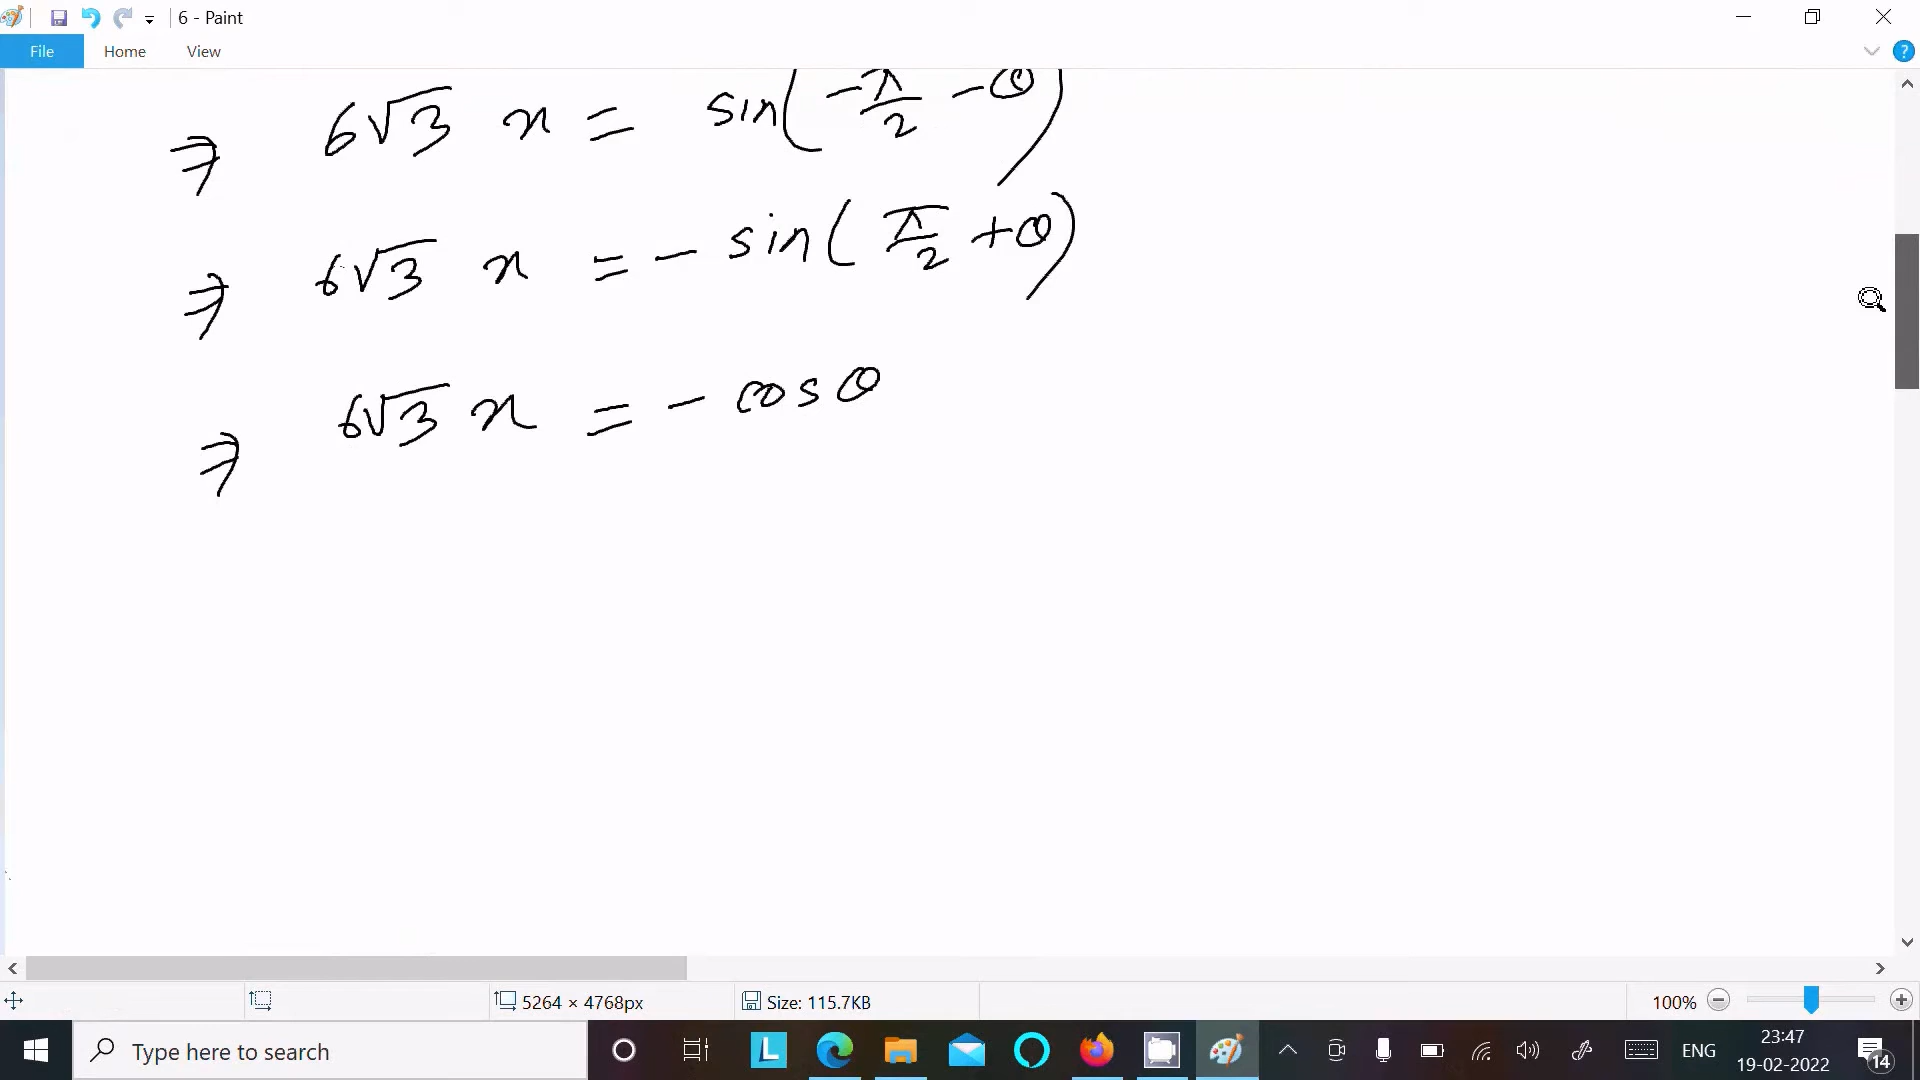 6 - Paint
File Home View
⇒ 6√3 x = sin(-π/2 - θ)
⇒ 6√3 x = - sin(π/2 + θ)
⇒ 6√3 x = - cos θ
5264 × 4768px Size: 115.7KB 100%
Type here to search
ENG
23:47
19-02-2022
14